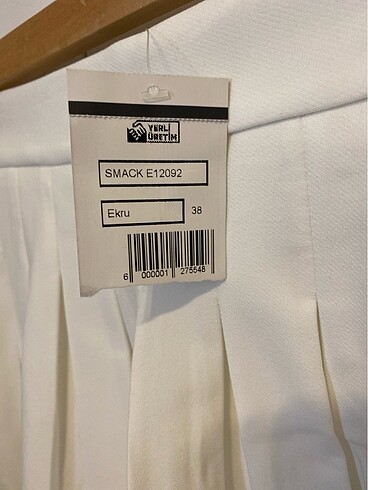 YERLİ
ÜRETİM
SMACK E12092
Ekru 38
6 000001 275548